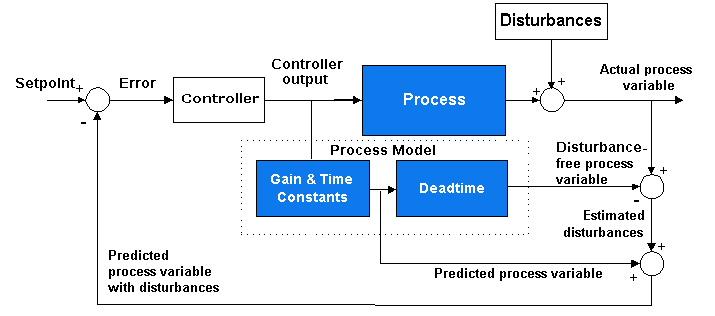 Disturbances
Setpoint
+
-
Error
Controller
Controller
output
Process
+
+
Actual process
variable
Process Model
Gain & Time
Constants
Deadtime
Disturbance-
free process
variable
+
-
Estimated
disturbances
+
+
Predicted process variable
Predicted
process variable
with disturbances